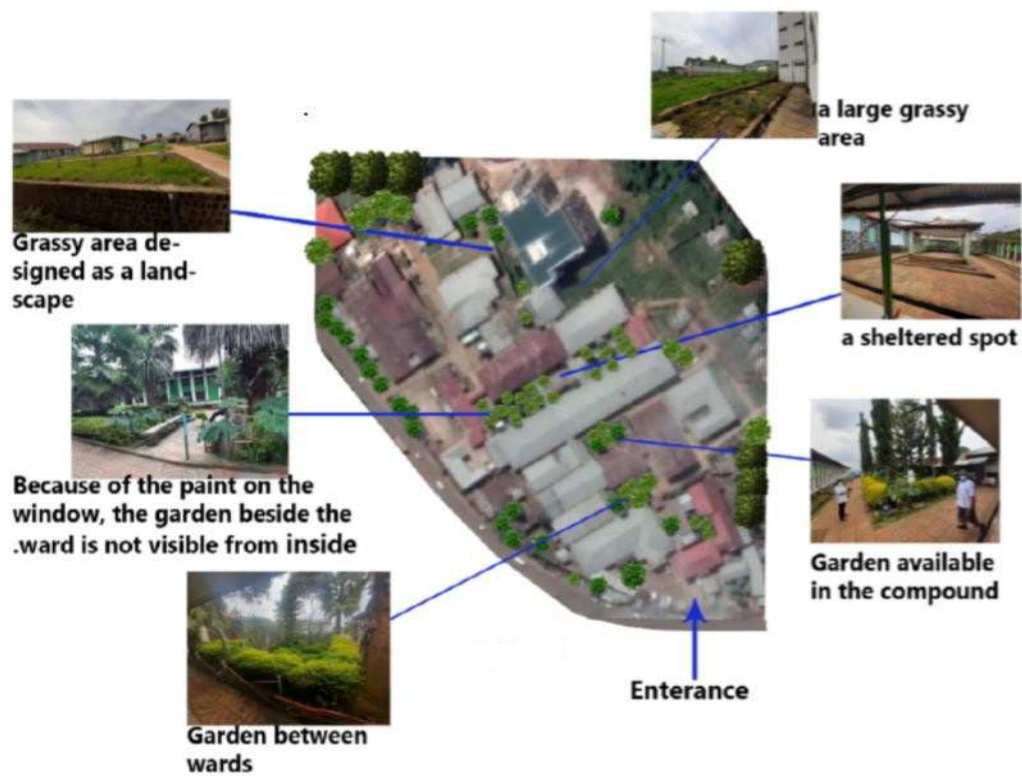 a large grassy
area
Grassy area de-
signed as a land-
scape
a sheltered spot
Because of the paint on the
window, the garden beside the
.ward is not visible from inside
Garden available
in the compound
Enterance
Garden between
wards